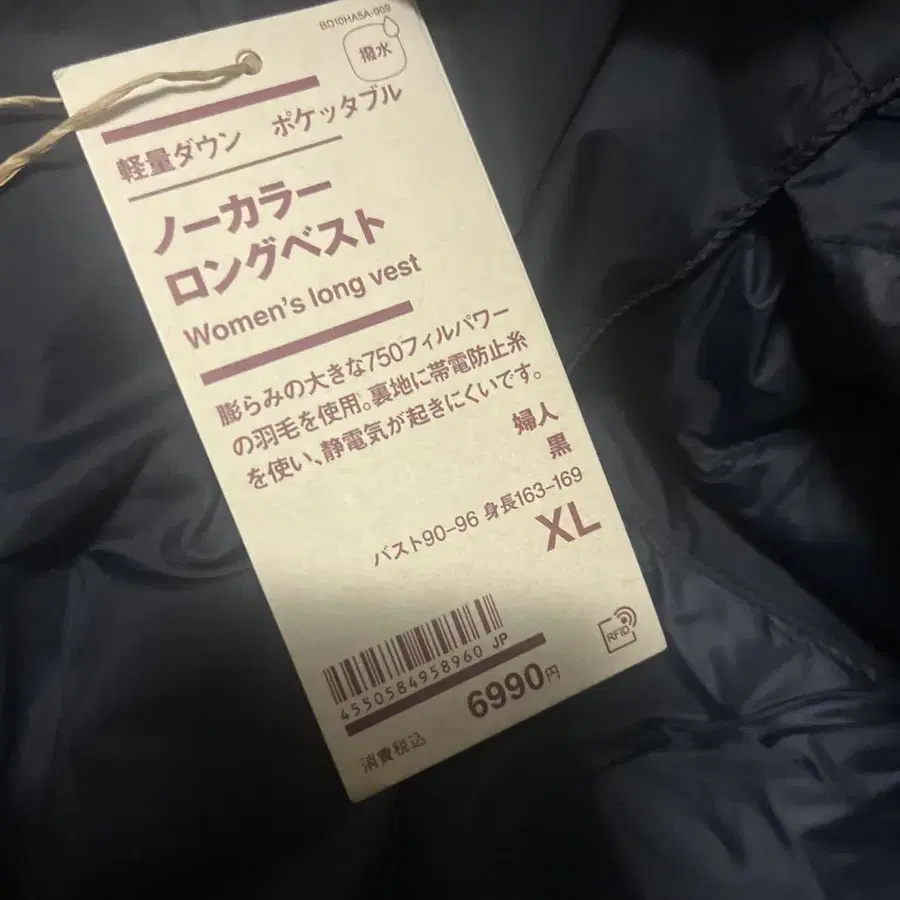 BD10HA5A-009
撥水
軽量ダウン ポケッタブル
ノーカラー
ロングベスト
Women's long vest
膨らみの大きな750フィルパワー
の羽毛を使用。裏地に帯電防止糸
を使い、静電気が起きにくいです。
婦人
黒
バスト90-96 身長163-169
XL
4550584958960 JP
RFID
6990円
消費税込